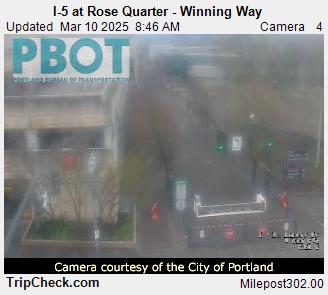 I-5 at Rose Quarter - Winning Way
Updated  Mar 10 2025  8:46 AM
Camera  4
PBOT
PORTLAND BUREAU OF TRANSPORTATION
Camera courtesy of the City of Portland
TripCheck.com
Milepost302.00